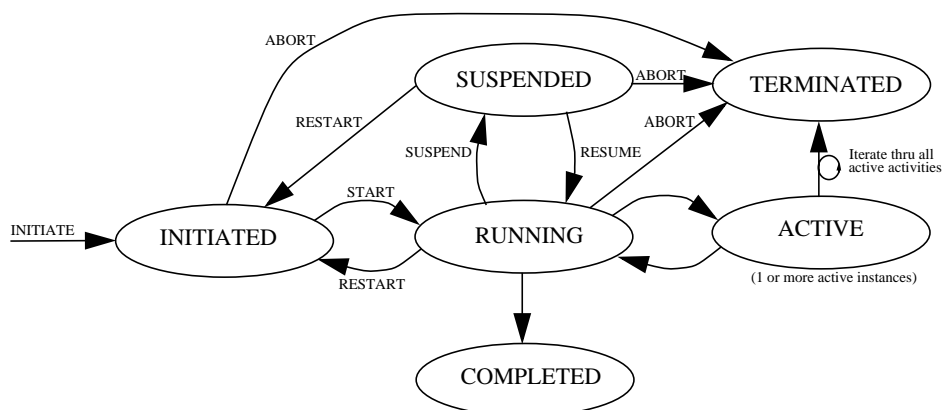 ABORT
SUSPENDED
ABORT
TERMINATED
RESTART
ABORT
SUSPEND
RESUME
Iterate thru all
active activities
START
INITIATE
INITIATED
RUNNING
ACTIVE
RESTART
(1 or more active instances)
COMPLETED